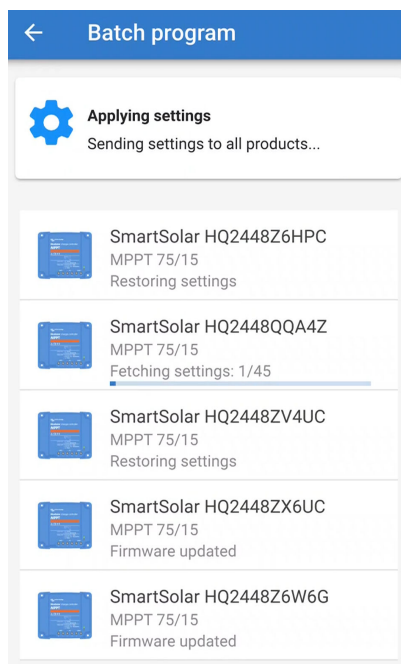 Batch program
Applying settings
Sending settings to all products...
SmartSolar HQ2448Z6HPC
MPPT 75/15
Restoring settings
SmartSolar HQ2448QQA4Z
MPPT 75/15
Fetching settings: 1/45
SmartSolar HQ2448ZV4UC
MPPT 75/15
Restoring settings
SmartSolar HQ2448ZX6UC
MPPT 75/15
Firmware updated
SmartSolar HQ2448Z6W6G
MPPT 75/15
Firmware updated